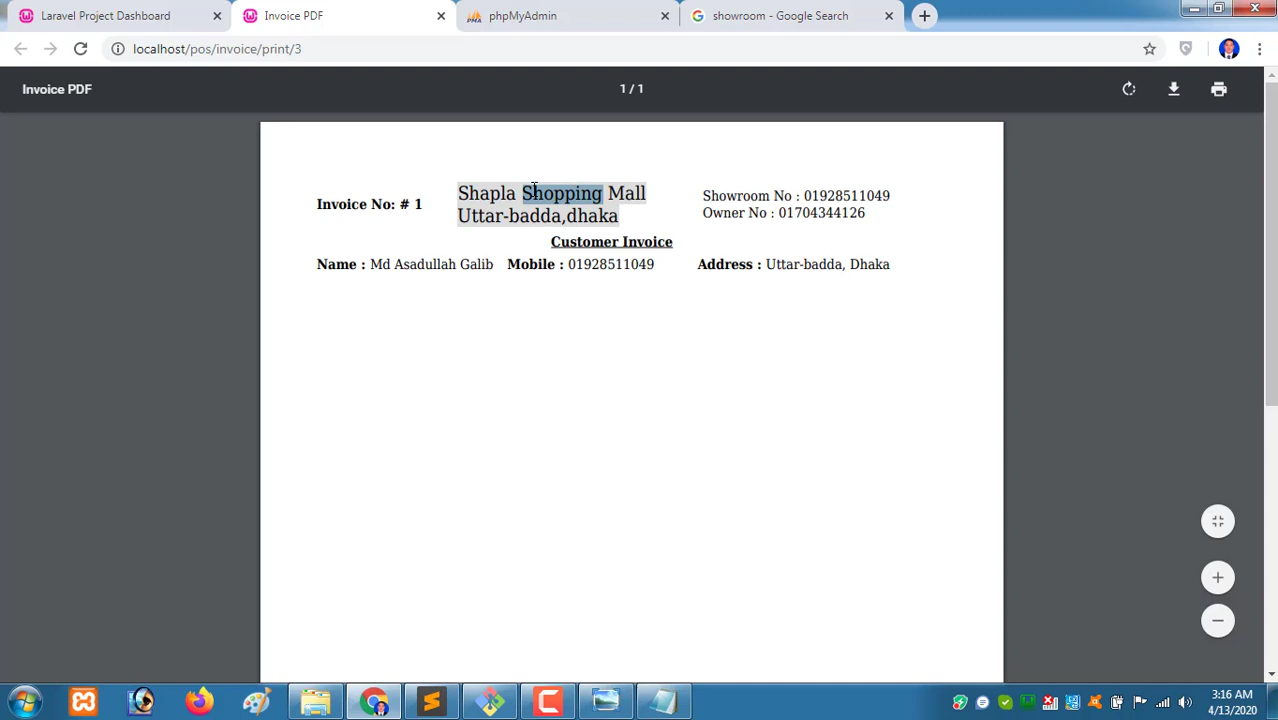 Laravel Project Dashboard
Invoice PDF
phpMyAdmin
showroom - Google Search
localhost/pos/invoice/print/3
Invoice PDF
1 / 1
Invoice No: # 1
Shapla Shopping Mall
Uttar-badda,dhaka
Showroom No : 01928511049
Owner No : 01704344126
Customer Invoice
Name : Md Asadullah Galib Mobile : 01928511049 Address : Uttar-badda, Dhaka
3:16 AM
4/13/2020